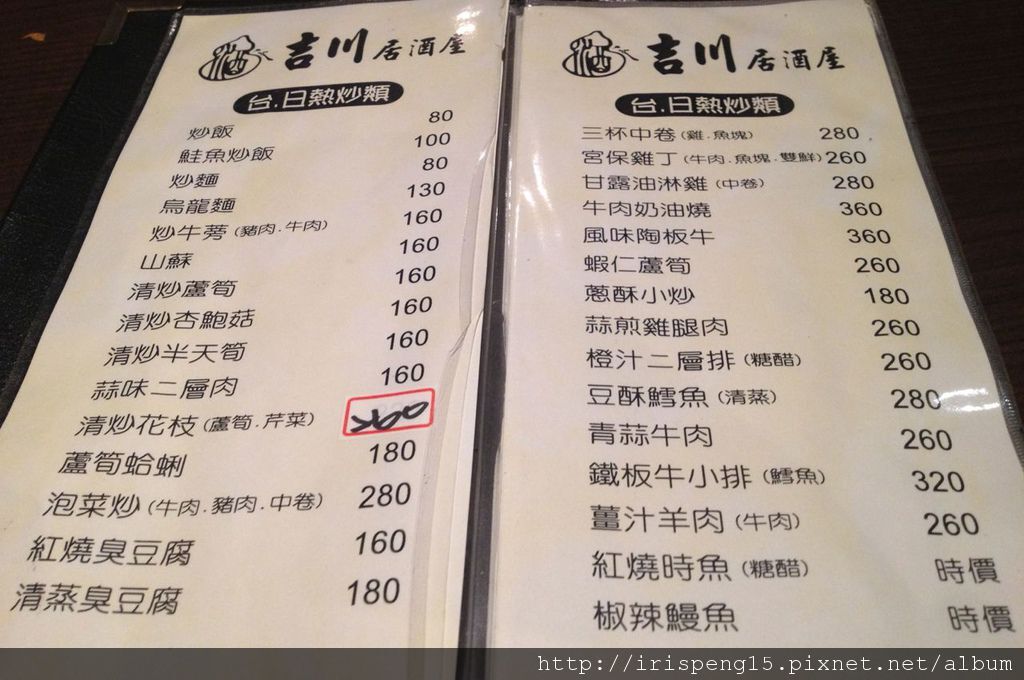 酒 吉川居酒屋
台.日熱炒類
炒飯 80
鮭魚炒飯 100
炒麵 80
烏龍麵 130
炒牛蒡(豬肉.牛肉) 160
山蘇 160
清炒蘆筍 160
清炒杏鮑菇 160
清炒半天筍 160
蒜味二層肉 160
清炒花枝(蘆筍.芹菜)
蘆筍蛤蜊 180
泡菜炒(牛肉.豬肉.中卷) 280
紅燒臭豆腐 160
清蒸臭豆腐 180
酒 吉川居酒屋
台.日熱炒類
三杯中卷(雞.魚塊) 280
宮保雞丁(牛肉.魚塊.雙鮮) 260
甘露油淋雞(中卷) 280
牛肉奶油燒 360
風味陶板牛 360
蝦仁蘆筍 260
蔥酥小炒 180
蒜煎雞腿肉 260
橙汁二層排(糖醋) 260
豆酥鱈魚(清蒸) 280
青蒜牛肉 260
鐵板牛小排(鱈魚) 320
薑汁羊肉(牛肉) 260
紅燒時魚(糖醋) 時價
椒辣鰻魚 時價
http://irispeng15.pixnet.net/album